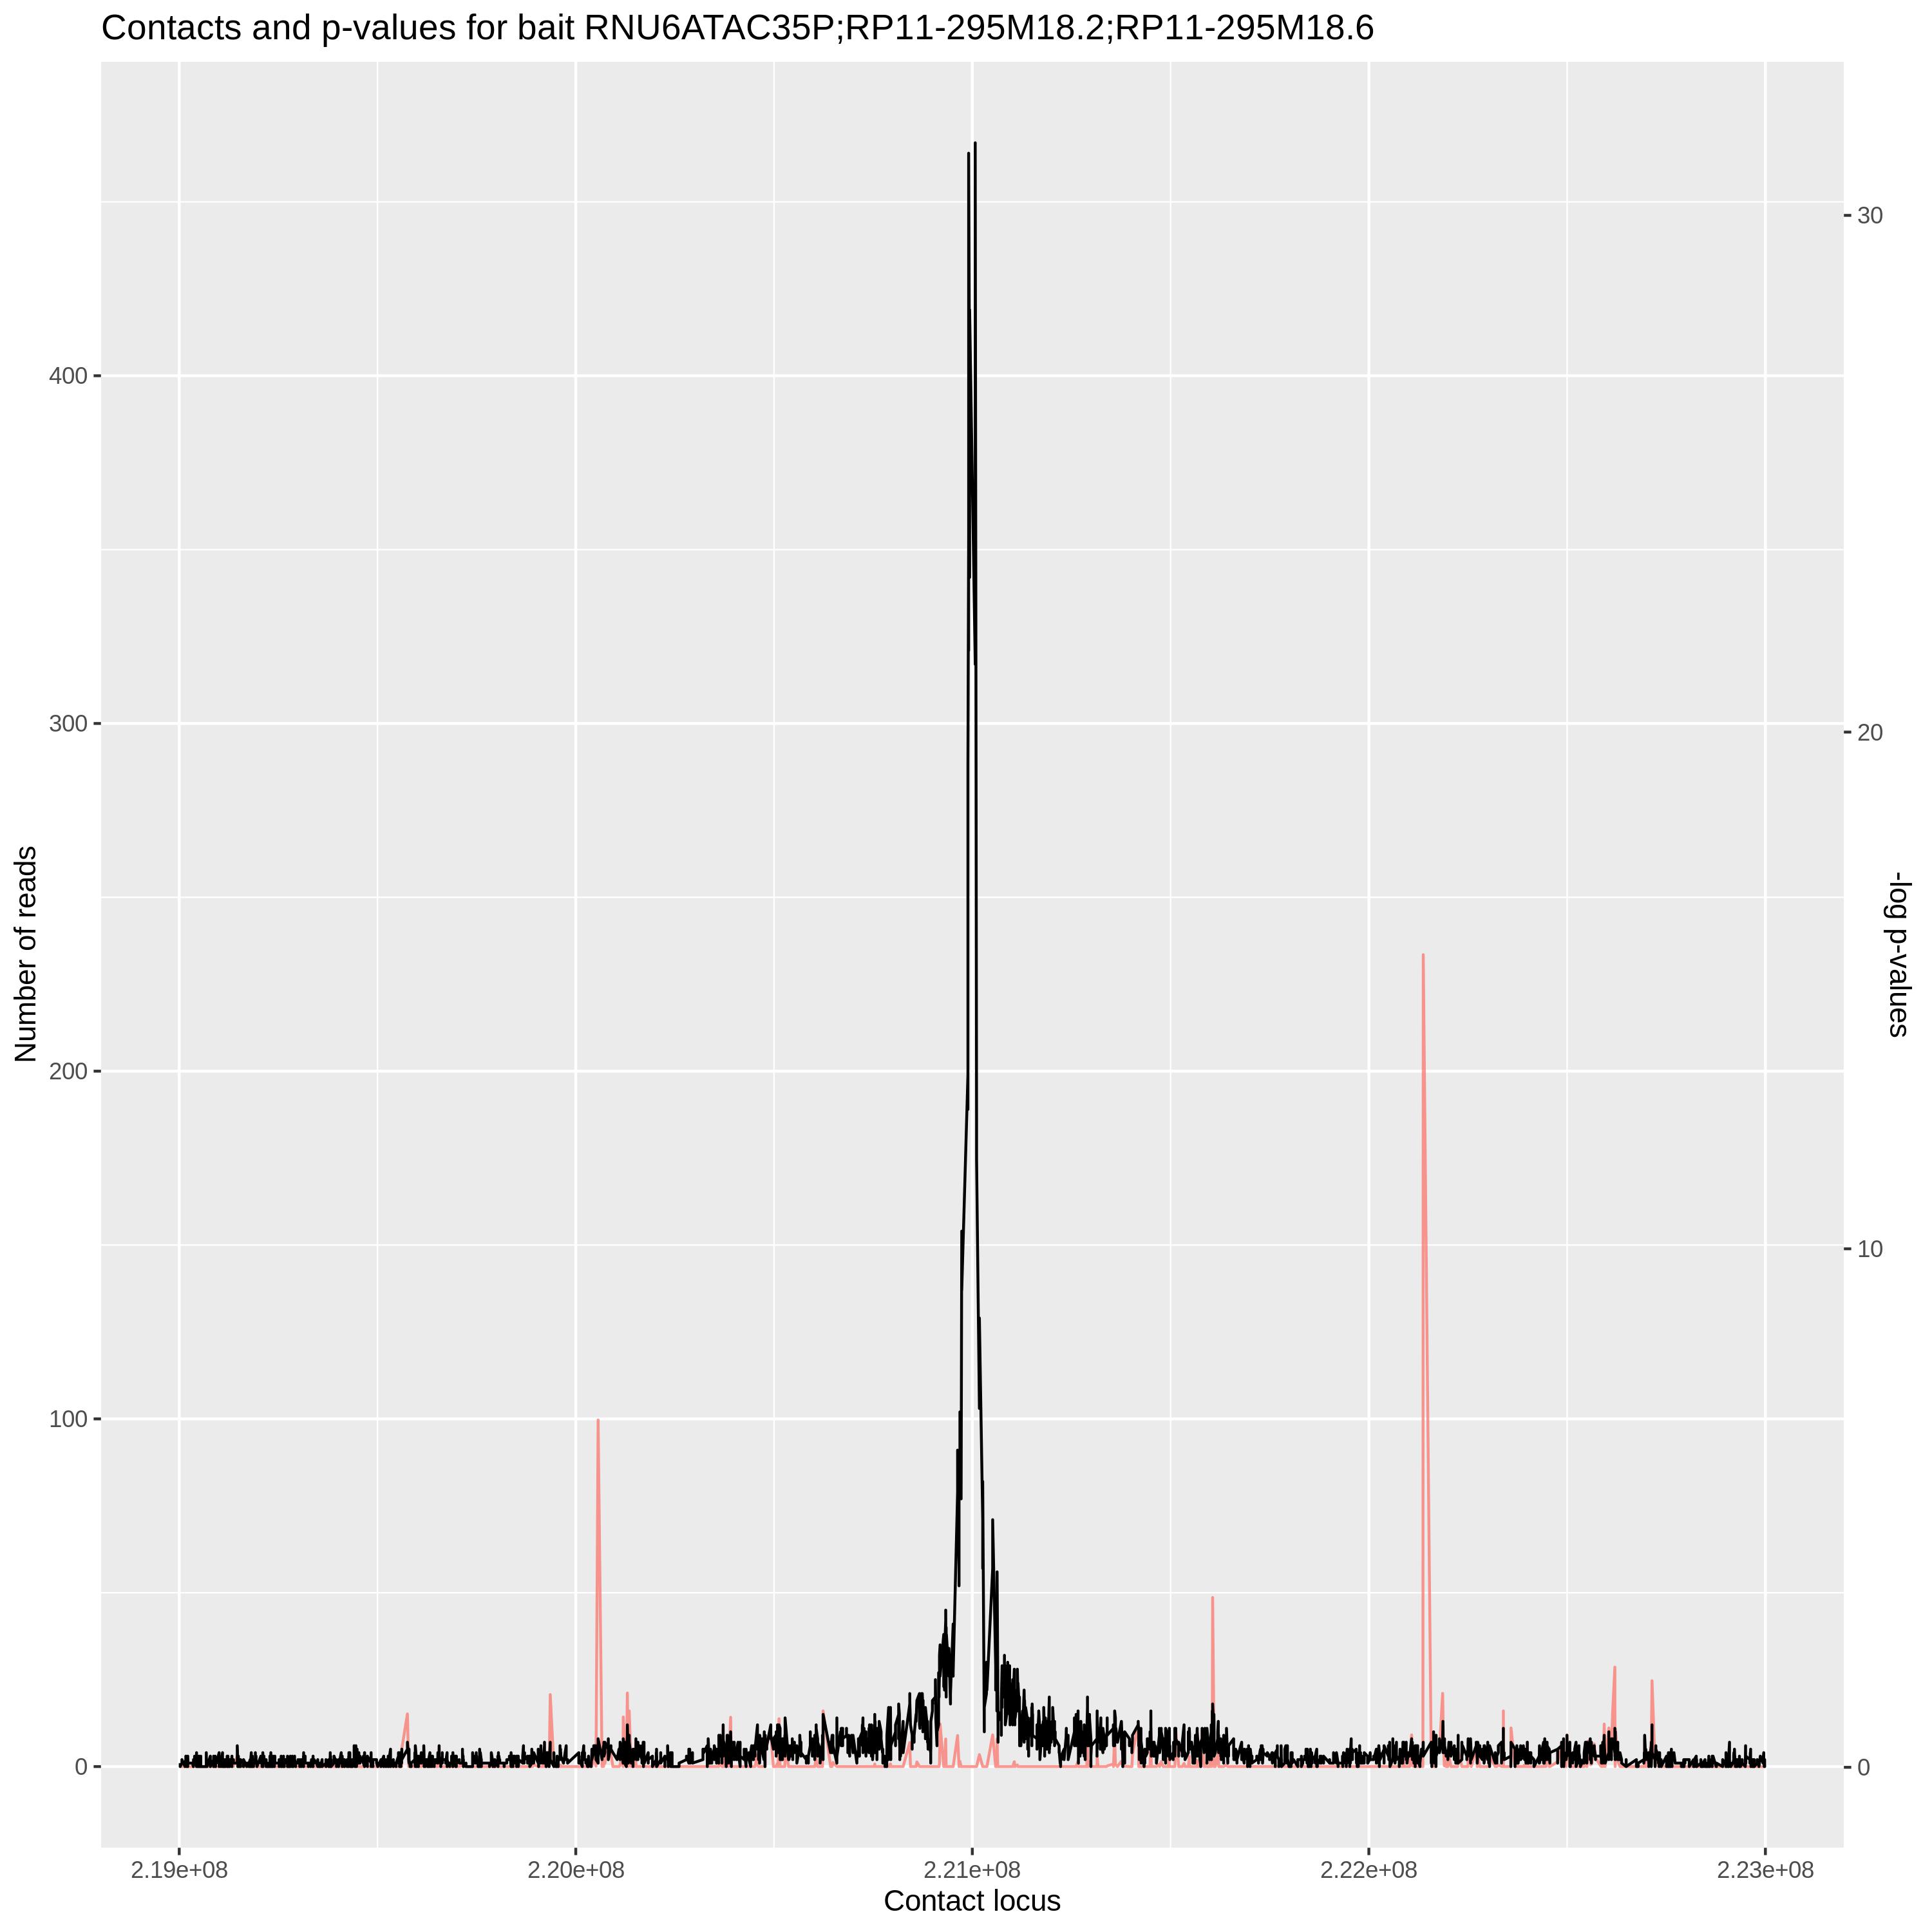 Contacts and p-values for bait RNU6ATAC35P;RP11-295M18.2;RP11-295M18.6
Number of reads
400
300
200
100
0
30
20
10
0
-log p-values
2.19e+08
2.20e+08
2.21e+08
2.22e+08
2.23e+08
Contact locus